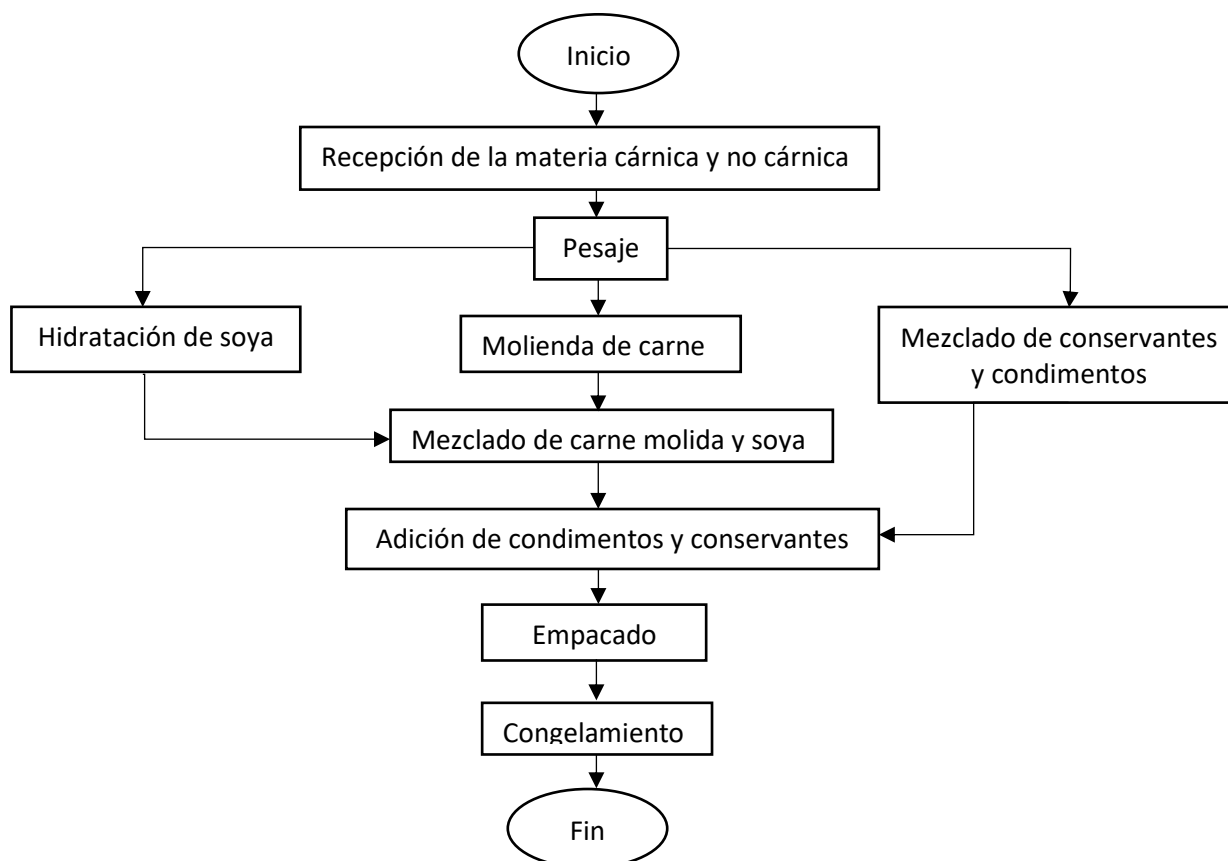 Inicio
Recepción de la materia cárnica y no cárnica
Pesaje
Hidratación de soya
Molienda de carne
Mezclado de conservantes
y condimentos
Mezclado de carne molida y soya
Adición de condimentos y conservantes
Empacado
Congelamiento
Fin